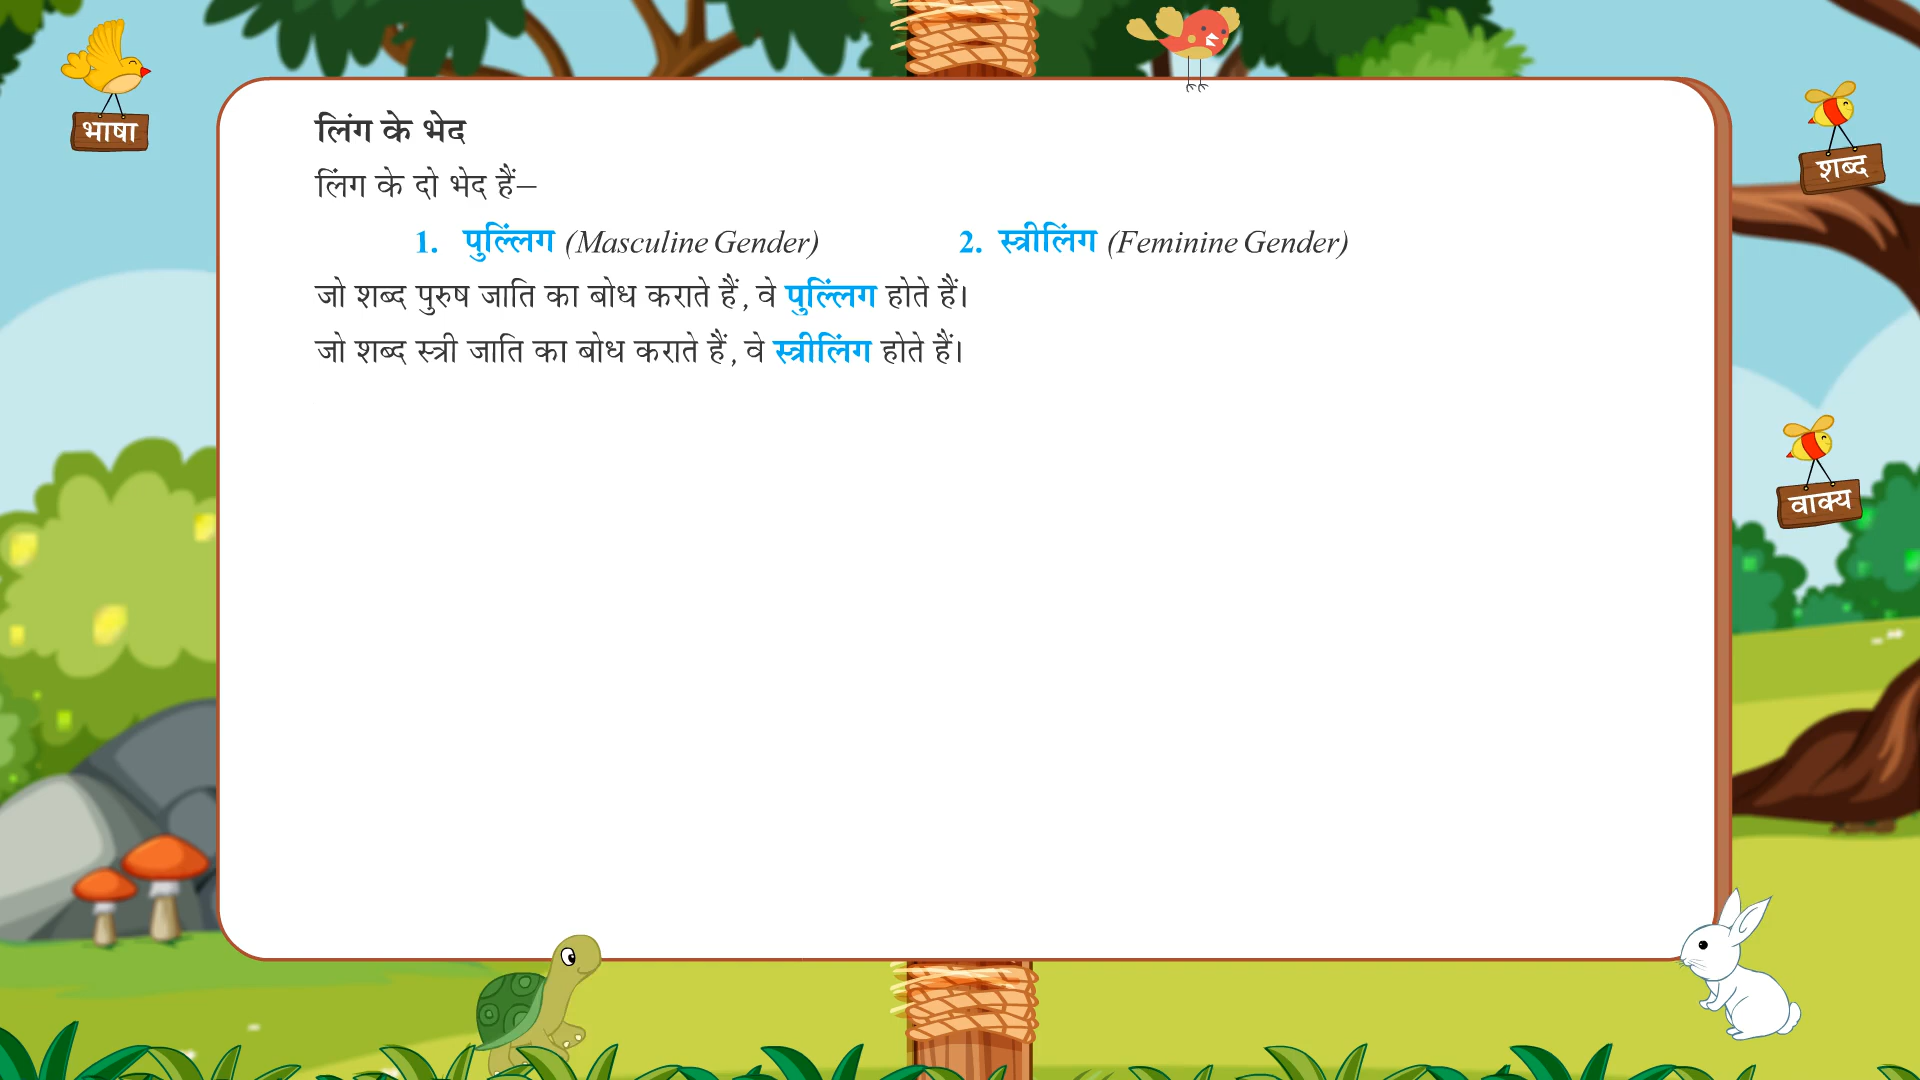 भाषा
शब्द
वाक्य
लिंग के भेद
लिंग के दो भेद हैं–
1. पुल्लिंग (Masculine Gender) 2. स्त्रीलिंग (Feminine Gender)
जो शब्द पुरुष जाति का बोध कराते हैं, वे पुल्लिंग होते हैं।
जो शब्द स्त्री जाति का बोध कराते हैं, वे स्त्रीलिंग होते हैं।